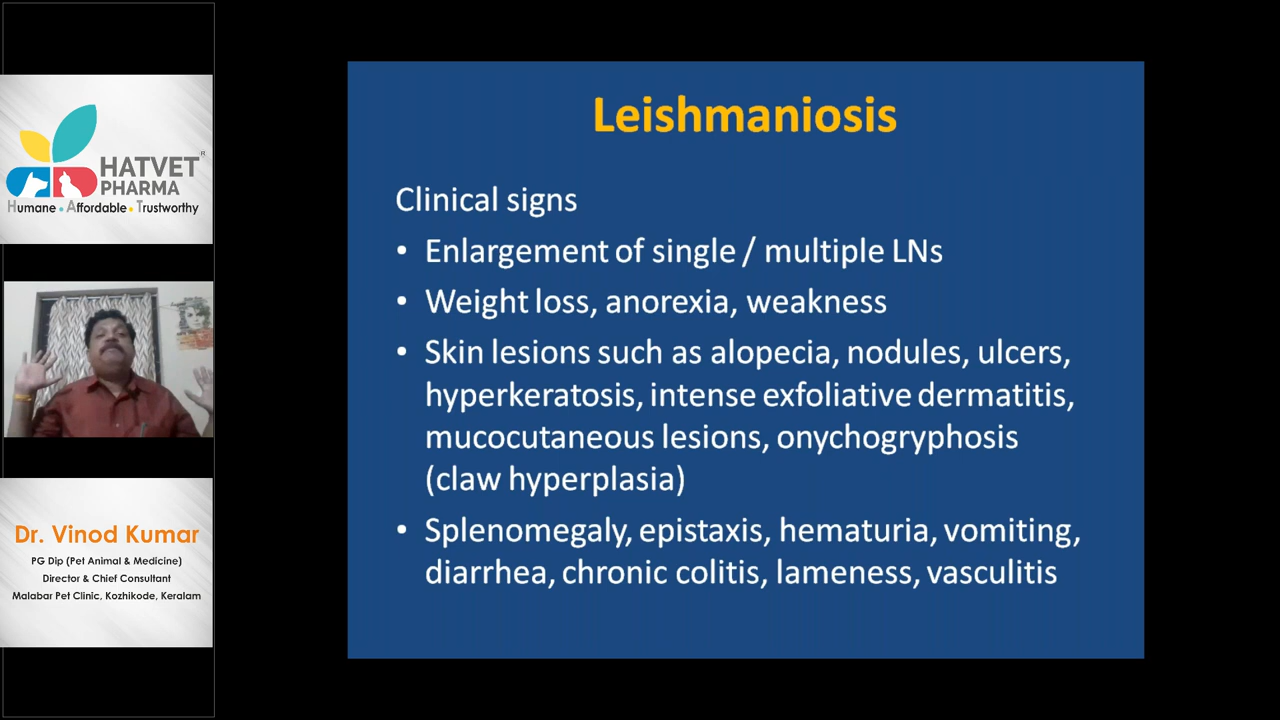 HATVET®
PHARMA
Humane • Affordable • Trustworthy
Dr. Vinod Kumar
PG Dip (Pet Animal & Medicine)
Director & Chief Consultant
Malabar Pet Clinic, Kozhikode, Keralam
Leishmaniosis
Clinical signs
• Enlargement of single / multiple LNs
• Weight loss, anorexia, weakness
• Skin lesions such as alopecia, nodules, ulcers,
hyperkeratosis, intense exfoliative dermatitis,
mucocutaneous lesions, onychogryphosis
(claw hyperplasia)
• Splenomegaly, epistaxis, hematuria, vomiting,
diarrhea, chronic colitis, lameness, vasculitis